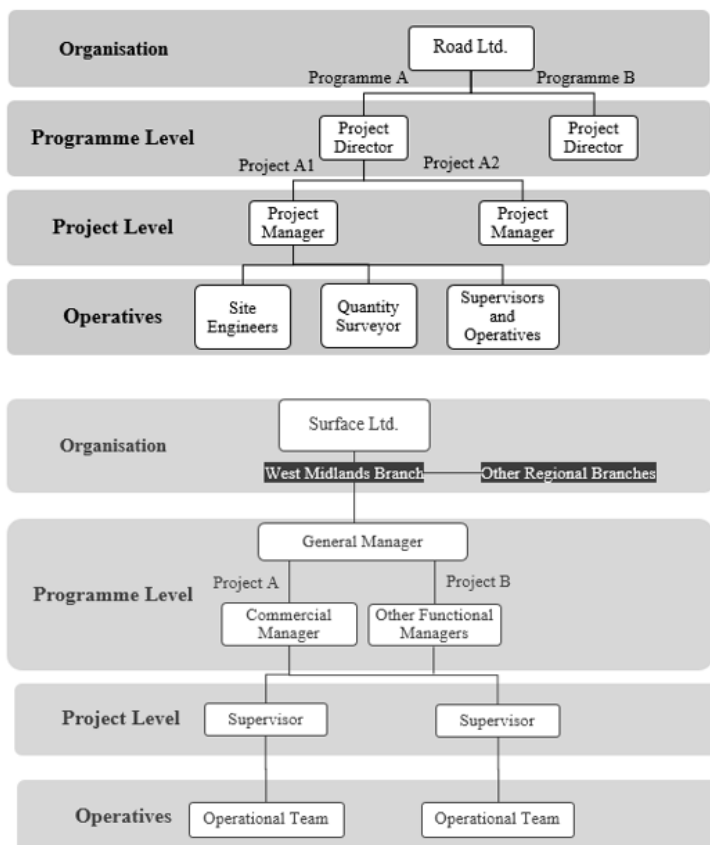 Organisation
Road Ltd.
Programme A
Programme B
Programme Level
Project
Director
Project
Director
Project A1
Project A2
Project Level
Project
Manager
Project
Manager
Operatives
Site
Engineers
Quantity
Surveyor
Supervisors
and
Operatives
Organisation
Surface Ltd.
West Midlands Branch
Other Regional Branches
General Manager
Programme Level
Project A
Project B
Commercial
Manager
Other Functional
Managers
Project Level
Supervisor
Supervisor
Operatives
Operational Team
Operational Team